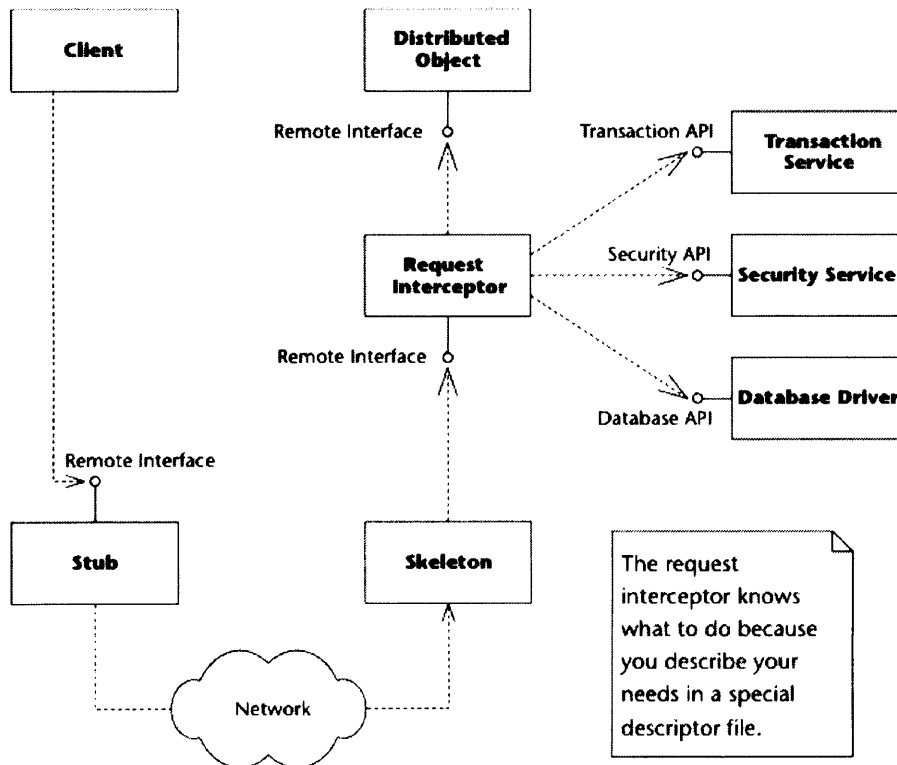 Client
Distributed
Object
Remote Interface
Transaction API
Transaction
Service
Request
Interceptor
Security API
Security Service
Remote Interface
Database API
Database Driver
Remote Interface
Stub
Skeleton
Network
The request
interceptor knows
what to do because
you describe your
needs in a special
descriptor file.